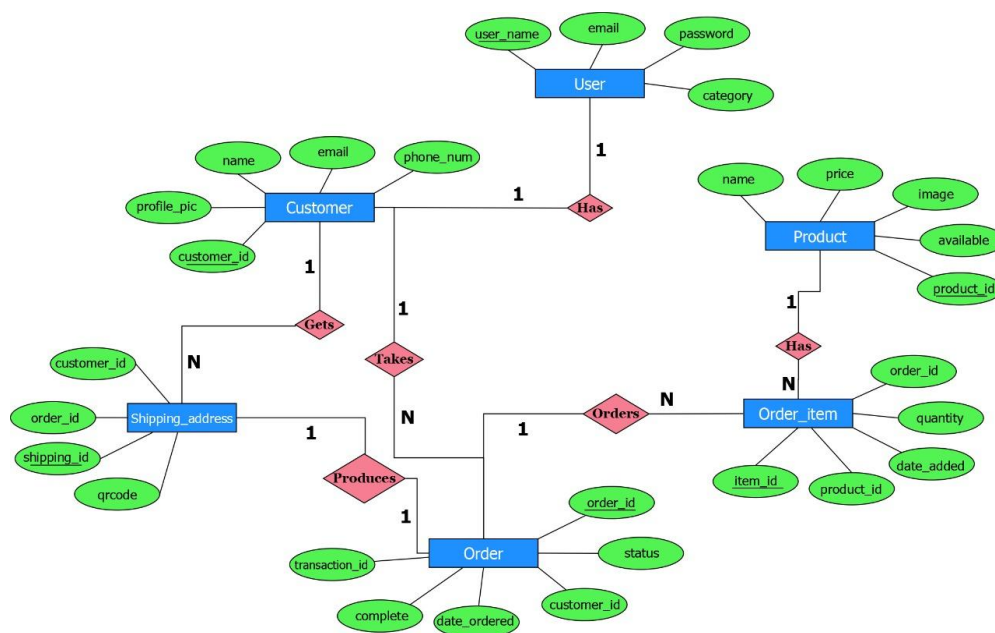 user_name
email
password
User
category
1
name
email
phone_num
profile_pic
Customer
customer_id
1
Has
name
price
image
Product
available
product_id
1
1
1
Gets
Takes
Has
N
N
N
customer_id
order_id
shipping_id
qrcode
Shipping_address
1
Produces
1
1
Orders
N
order_id
Order_item
quantity
date_added
item_id
product_id
order_id
Order
status
transaction_id
complete
date_ordered
customer_id